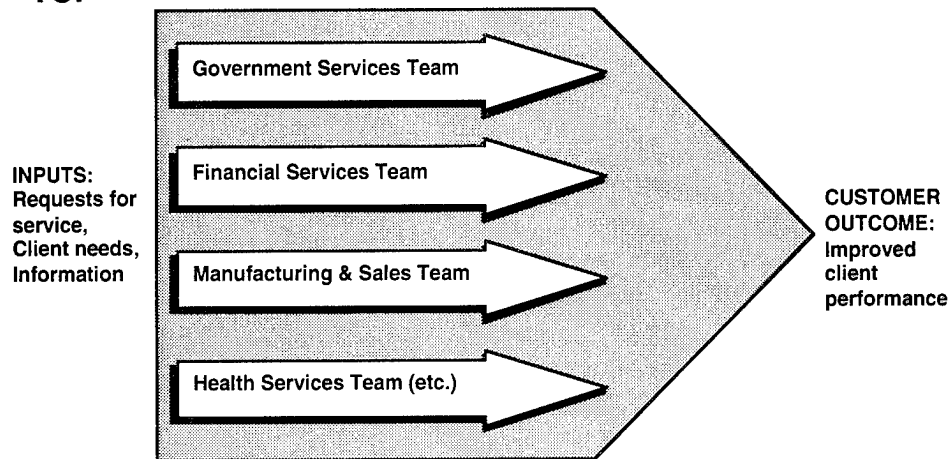 Government Services Team
Financial Services Team
Manufacturing & Sales Team
Health Services Team (etc.)
INPUTS:
Requests for
service,
Client needs,
Information
CUSTOMER
OUTCOME:
Improved
client
performance